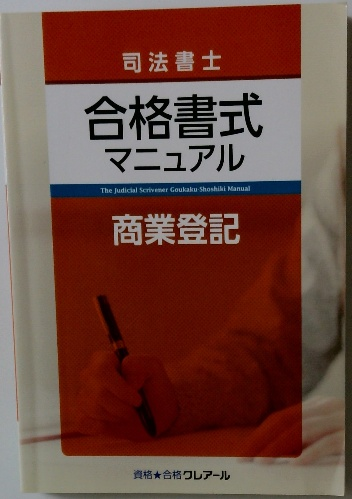 司法書士
合格書式
マニュアル
The Judicial Scrivener Goukaku-Shoshiki Manual
商業登記
資格★合格クレアール